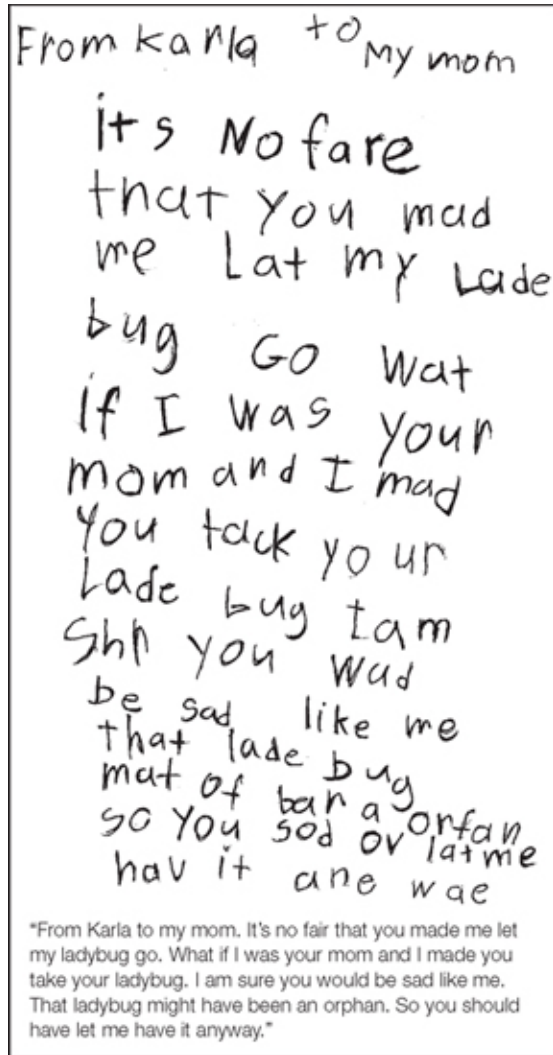 From Karla to My mom
its No fare
that you mad
me Lat my Lade
bug GO Wat
if I was your
mom and I mad
you tack your
Lade bug I am
Shr you wud
be sad like me
that lade bug
mat of ban a orfan
so you sod ov lat me
hav it ane wae
"From Karla to my mom. It's no fair that you made me let
my ladybug go. What if I was your mom and I made you
take your ladybug. I am sure you would be sad like me.
That ladybug might have been an orphan. So you should
have let me have it anyway."